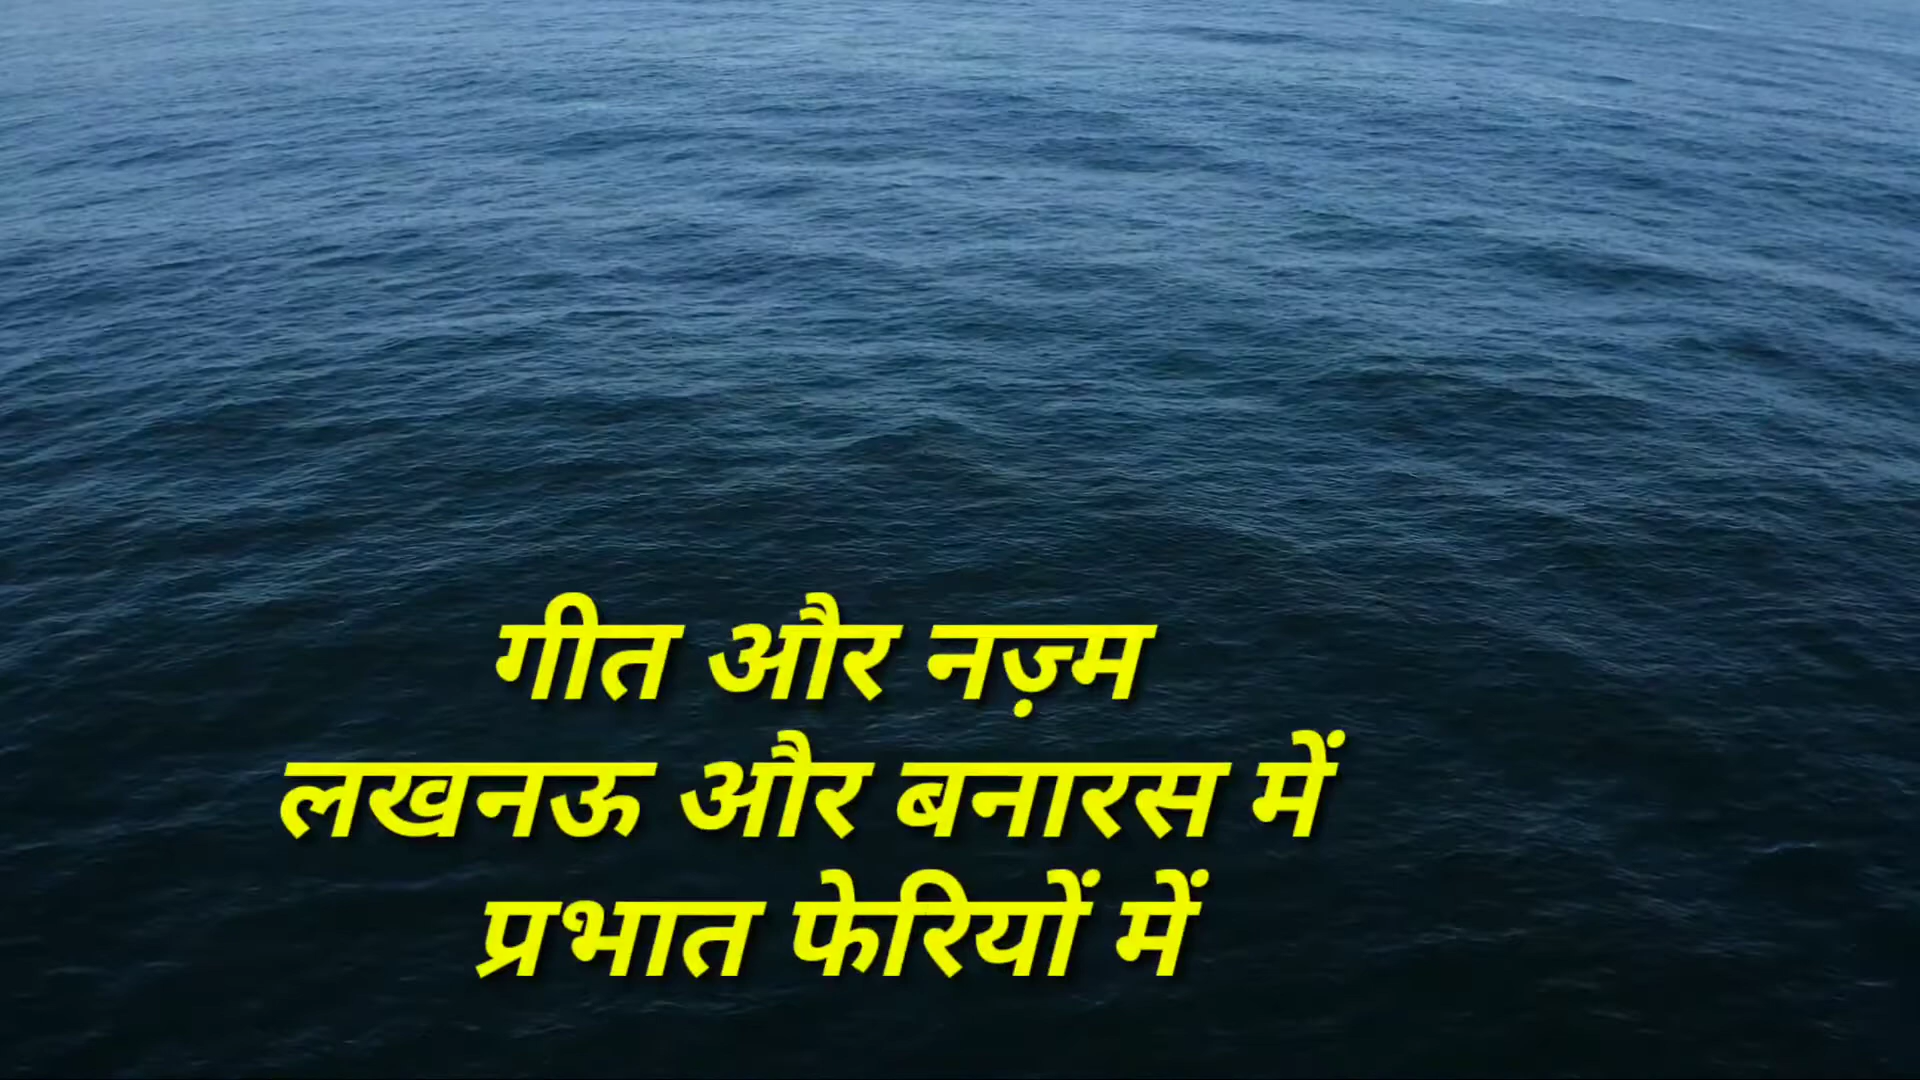 गीत और नज़्म
लखनऊ और बनारस में
प्रभात फेरियों में